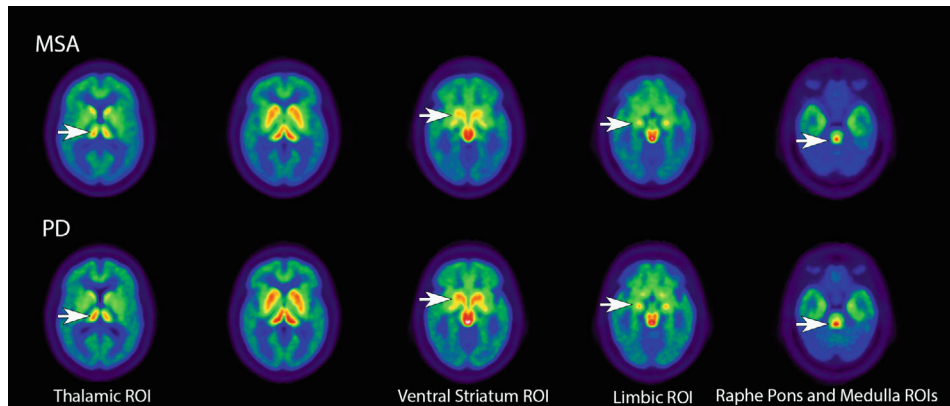 MSA
PD
Thalamic ROI
Ventral Striatum ROI
Limbic ROI
Raphe Pons and Medulla ROIs